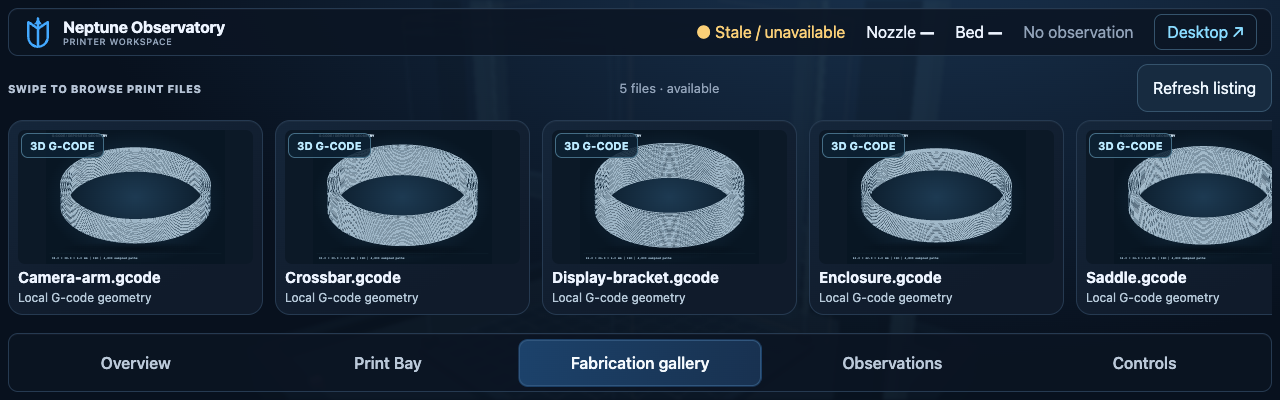 Neptune Observatory
PRINTER WORKSPACE
Stale / unavailable
Nozzle —
Bed —
No observation
Desktop ↗
SWIPE TO BROWSE PRINT FILES
5 files · available
Refresh listing
3D G-CODE
Camera-arm.gcode
Local G-code geometry
3D G-CODE
Crossbar.gcode
Local G-code geometry
3D G-CODE
Display-bracket.gcode
Local G-code geometry
3D G-CODE
Enclosure.gcode
Local G-code geometry
3D G-CODE
Saddle.gcode
Local G-code geometry
Overview
Print Bay
Fabrication gallery
Observations
Controls